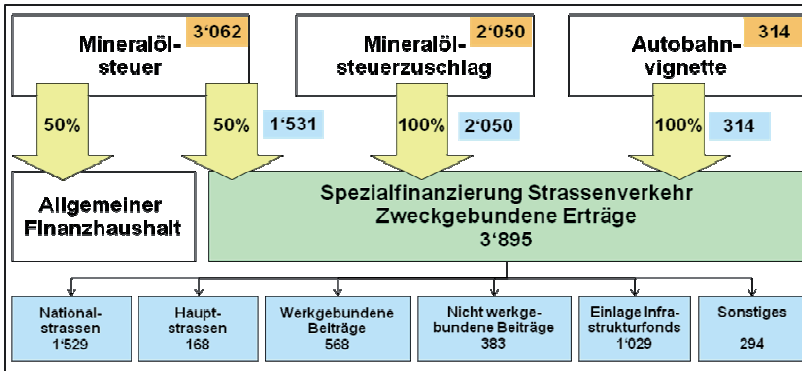 Mineralöl-
steuer
3‘062
Mineralöl-
steuerzuschlag
2‘050
Autobahn-
vignette
314
50%
50%
1‘531
100%
2‘050
100%
314
Allgemeiner
Finanzhaushalt
Spezialfinanzierung Strassenverkehr
Zweckgebundene Erträge
3‘895
National-
strassen
1‘529
Haupt-
strassen
168
Werkgebundene
Beiträge
568
Nicht werkge-
bundene Beiträge
383
Einlage Infra-
strukturfonds
1‘029
Sonstiges
294